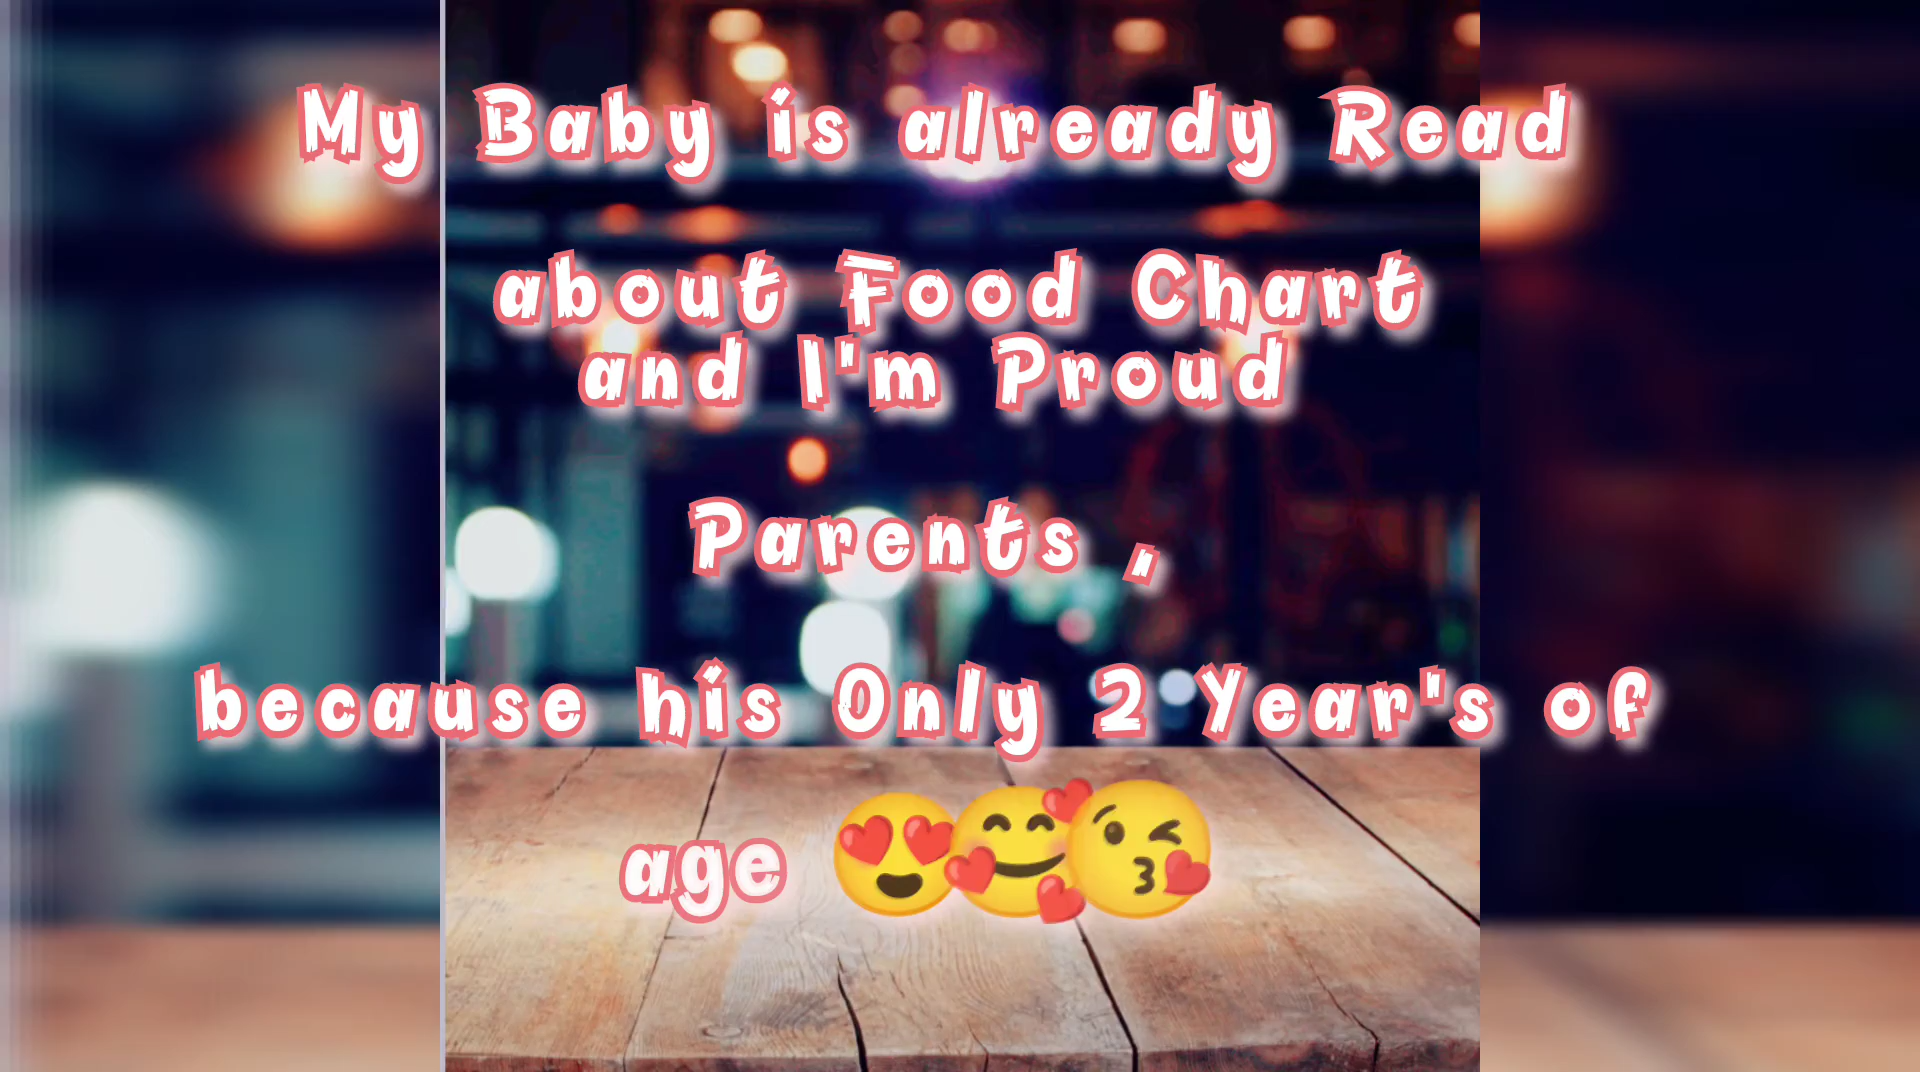 My Baby is already Read
about Food Chart
and I'm Proud
Parents ,
because his Only 2 Year's of
age 😍🥰😘